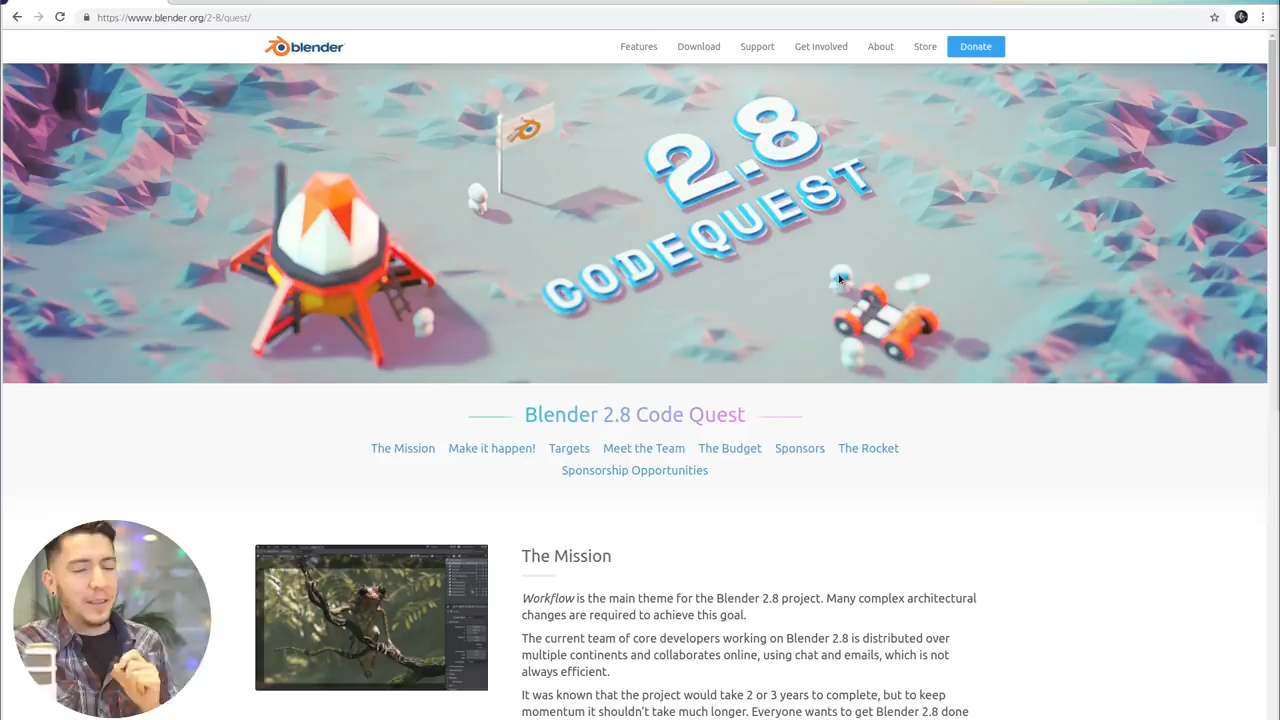 https://www.blender.org/2-8/quest/
blender
Features Download Support Get Involved About Store Donate
2.8
CODEQUEST
Blender 2.8 Code Quest
The Mission Make it happen! Targets Meet the Team The Budget Sponsors The Rocket
Sponsorship Opportunities
The Mission
Workflow is the main theme for the Blender 2.8 project. Many complex architectural
changes are required to achieve this goal.
The current team of core developers working on Blender 2.8 is distributed over
multiple continents and collaborates online, using chat and emails, which is not
always efficient.
It was known that the project would take 2 or 3 years to complete, but to keep
momentum it shouldn't take much longer. Everyone wants to get Blender 2.8 done